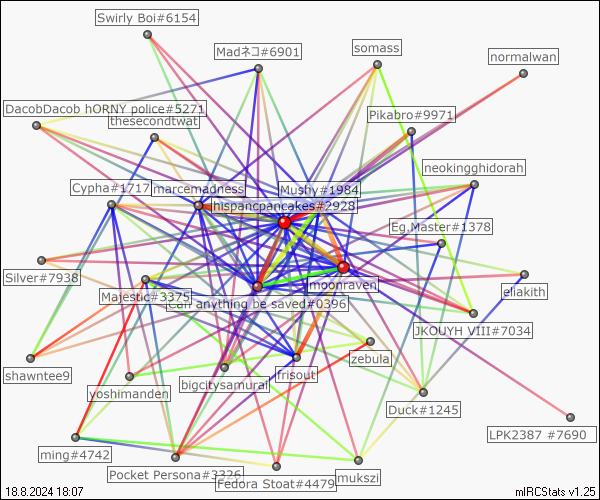 Swirly Boi#6154
Madネコ#6901
somass
normalwan
DacobDacob hORNY police#5271
thesecondtwat
Pikabro#9971
neokingghidorah
Cypha#1717
marcemadness
Mushy#1984
hispanicpancakes#2928
Eg.Master#1378
Silver#7938
Majestic#3375
moonraven
eliakith
Can anything be saved#0396
JKOUYH VIII#7034
shawntee9
yoshimanden
bigcitysamurai
frisout
zebula
Duck#1245
LPK2387 #7690
ming#4742
Pocket Persona#3326
Fedora Stoat#4479
mukszi
18.8.2024 18:07
mIRCStats v1.25